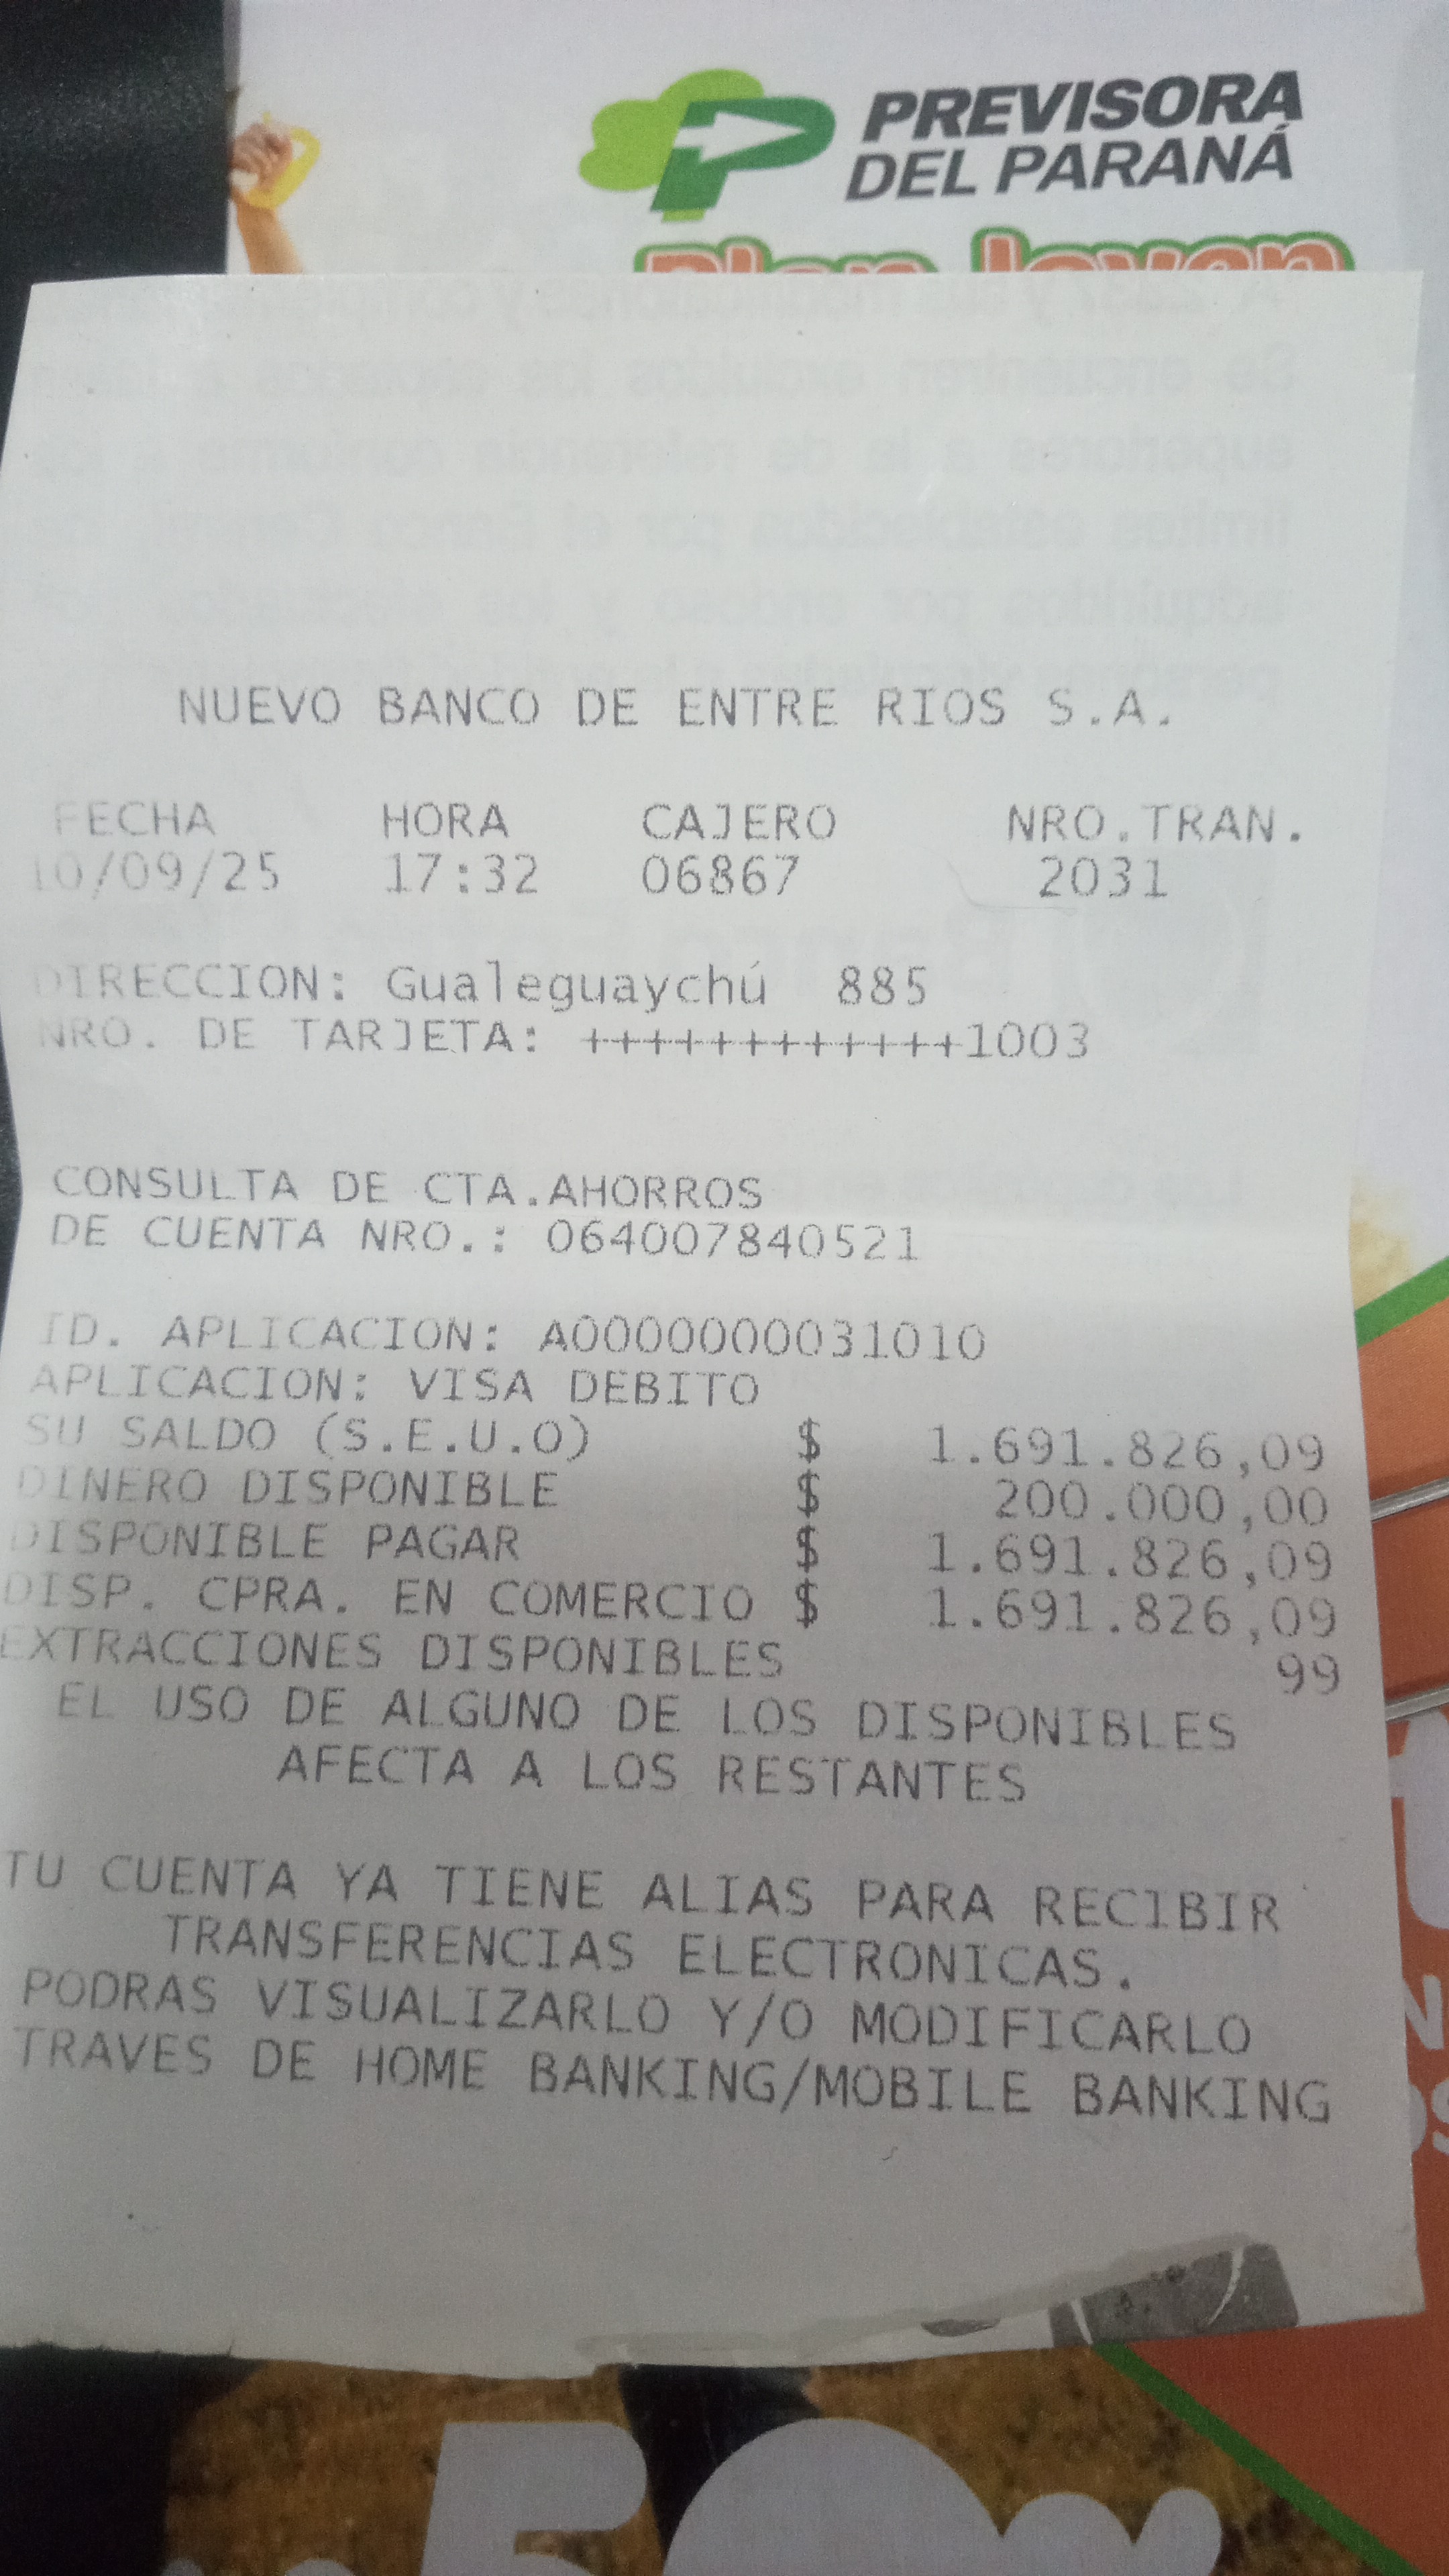 PREVISORA
DEL PARANÁ
Plan Joven
NUEVO BANCO DE ENTRE RIOS S.A.
FECHA HORA CAJERO NRO.TRAN.
10/09/25 17:32 06867 2031
DIRECCION: Gualeguaychú 885
NRO. DE TARJETA: ++++++++++++1003
CONSULTA DE CTA.AHORROS
DE CUENTA NRO.: 064007840521
ID. APLICACION: A0000000031010
APLICACION: VISA DEBITO
SU SALDO (S.E.U.O) $ 1.691.826,09
DINERO DISPONIBLE $ 200.000,00
DISPONIBLE PAGAR $ 1.691.826,09
DISP. CPRA. EN COMERCIO $ 1.691.826,09
EXTRACCIONES DISPONIBLES 99
EL USO DE ALGUNO DE LOS DISPONIBLES
AFECTA A LOS RESTANTES
TU CUENTA YA TIENE ALIAS PARA RECIBIR
TRANSFERENCIAS ELECTRONICAS.
PODRAS VISUALIZARLO Y/O MODIFICARLO
TRAVES DE HOME BANKING/MOBILE BANKING